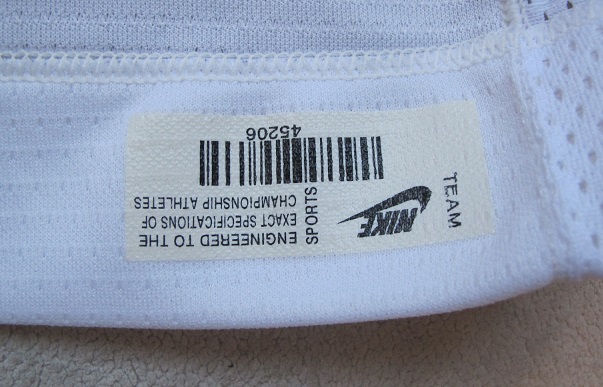 TEAM
NIKE
SPORTS
ENGINEERED TO THE
EXACT SPECIFICATIONS OF
CHAMPIONSHIP ATHLETES
45206